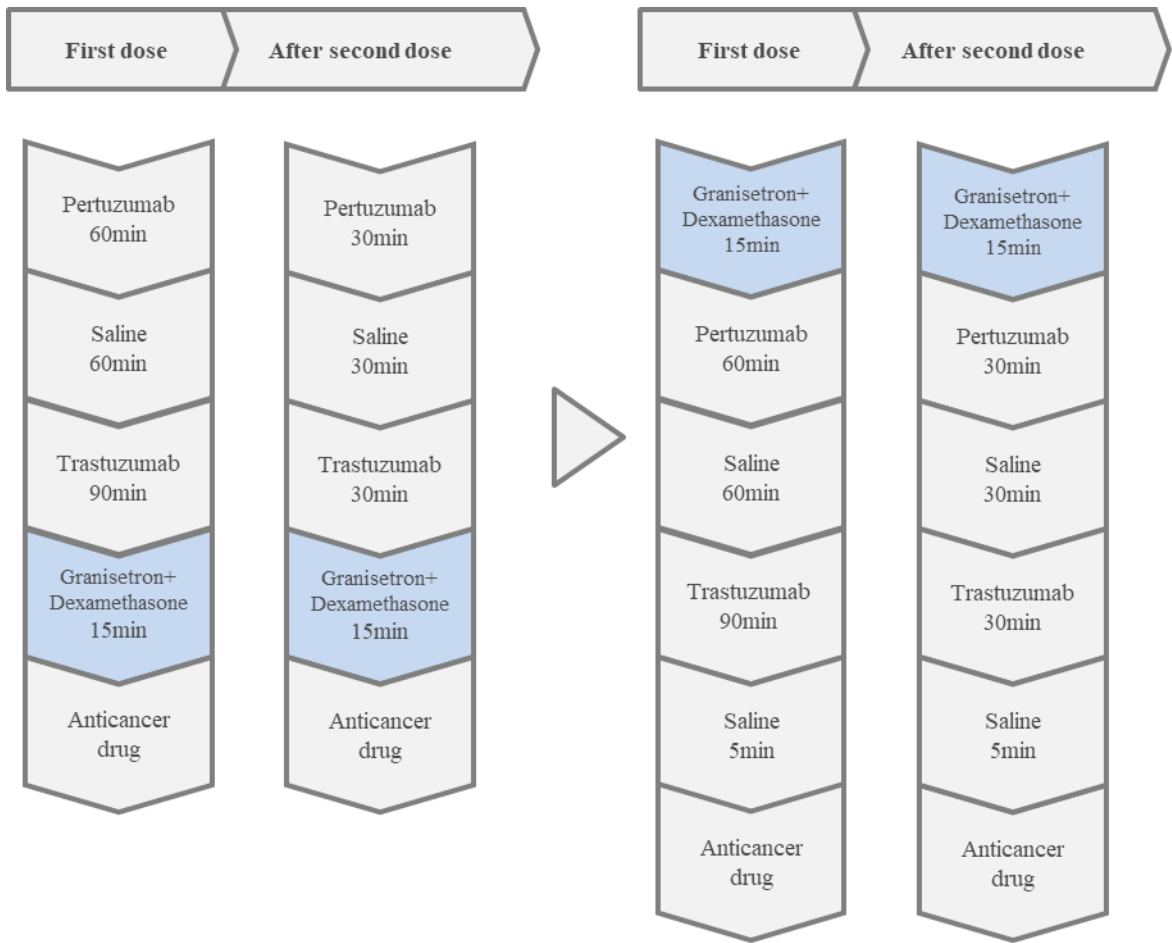 First dose
After second dose
First dose
After second dose
Pertuzumab
60min
Saline
60min
Trastuzumab
90min
Granisetron+
Dexamethasone
15min
Anticancer
drug
Pertuzumab
30min
Saline
30min
Trastuzumab
30min
Granisetron+
Dexamethasone
15min
Anticancer
drug
Granisetron+
Dexamethasone
15min
Pertuzumab
60min
Saline
60min
Trastuzumab
90min
Saline
5min
Anticancer
drug
Granisetron+
Dexamethasone
15min
Pertuzumab
30min
Saline
30min
Trastuzumab
30min
Saline
5min
Anticancer
drug